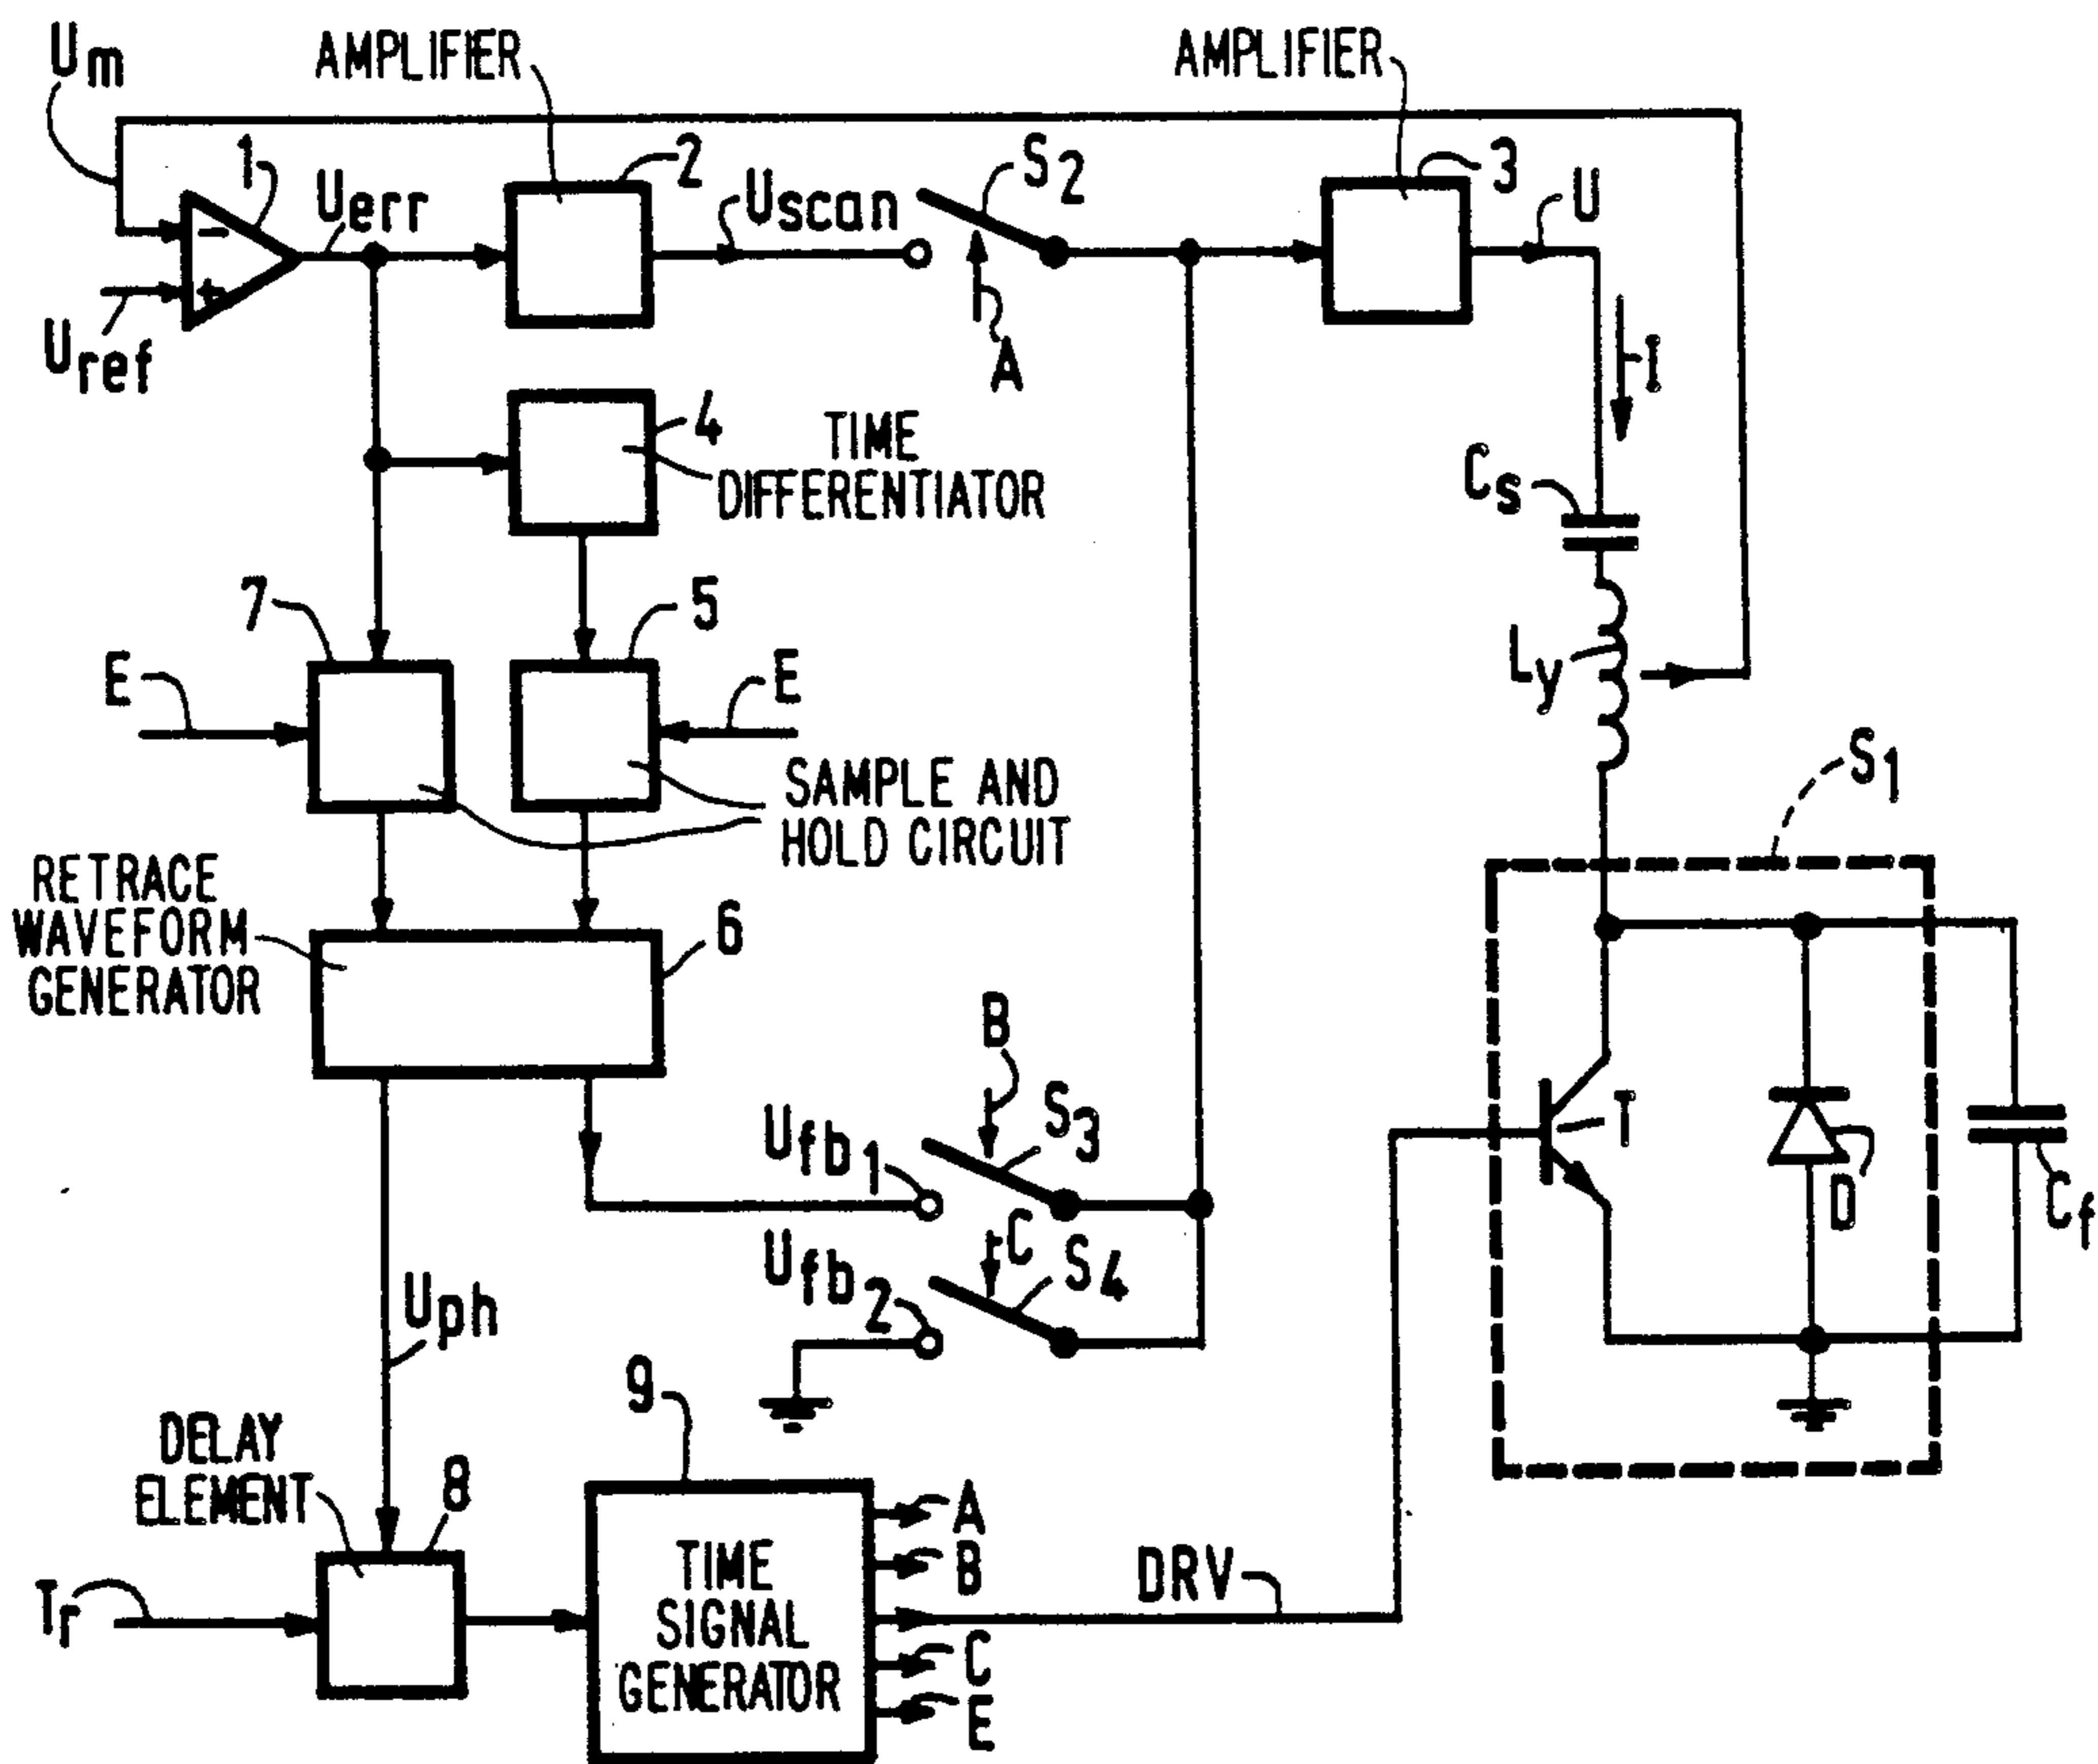 Um
AMPLIFIER
AMPLIFIER
1
Uerr
2
Uscan
S2
3
U
-
+
Uref
A
I
4
TIME
DIFFERENTIATOR
Cs
7
5
E
E
Ly
SAMPLE AND
HOLD CIRCUIT
S1
RETRACE
WAVEFORM
GENERATOR
6
B
S3
Ufb1
T
D
Cf
C
S4
Ufb2
Uph
9
DELAY
ELEMENT
8
A
B
Tr
TIME
SIGNAL
GENERATOR
DRV
C
E